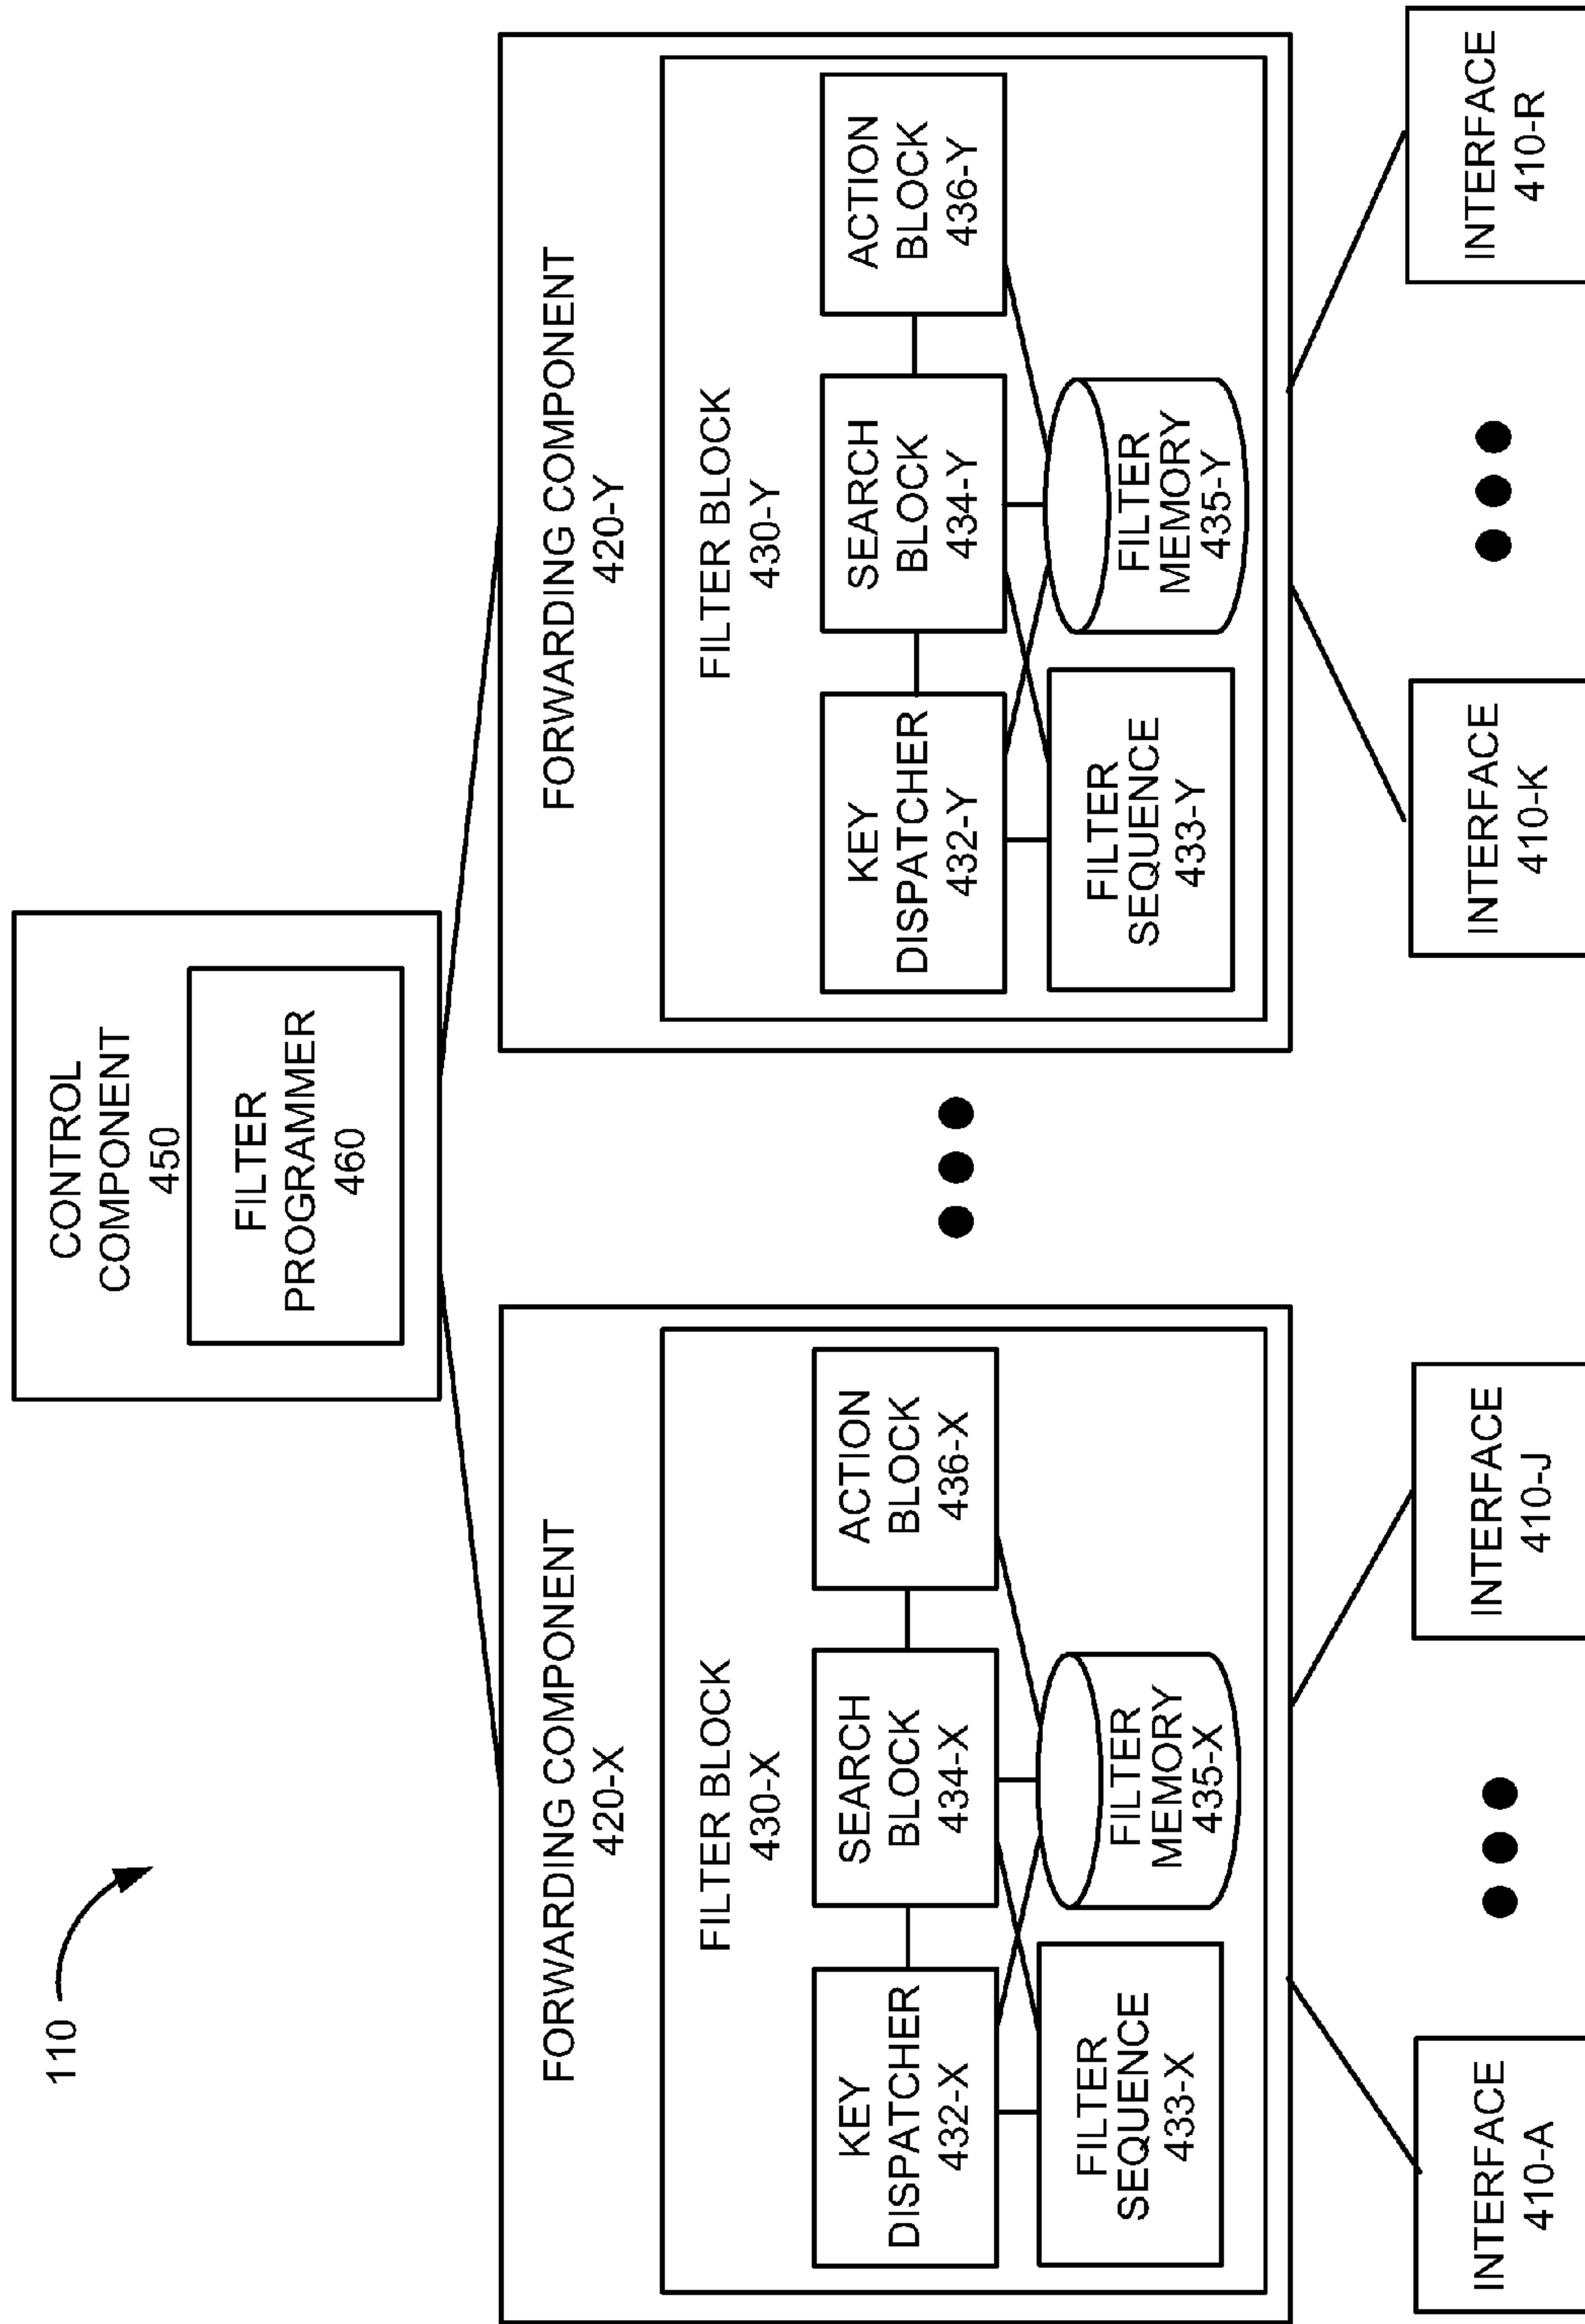 110
CONTROL
COMPONENT
450
FILTER
PROGRAMMER
460
FORWARDING COMPONENT
420-X
FILTER BLOCK
430-X
KEY
DISPATCHER
432-X
SEARCH
BLOCK
434-X
ACTION
BLOCK
436-X
FILTER
SEQUENCE
433-X
FILTER
MEMORY
435-X
FORWARDING COMPONENT
420-Y
FILTER BLOCK
430-Y
KEY
DISPATCHER
432-Y
SEARCH
BLOCK
434-Y
ACTION
BLOCK
436-Y
FILTER
SEQUENCE
433-Y
FILTER
MEMORY
435-Y
INTERFACE
410-A
INTERFACE
410-J
INTERFACE
410-K
INTERFACE
410-R